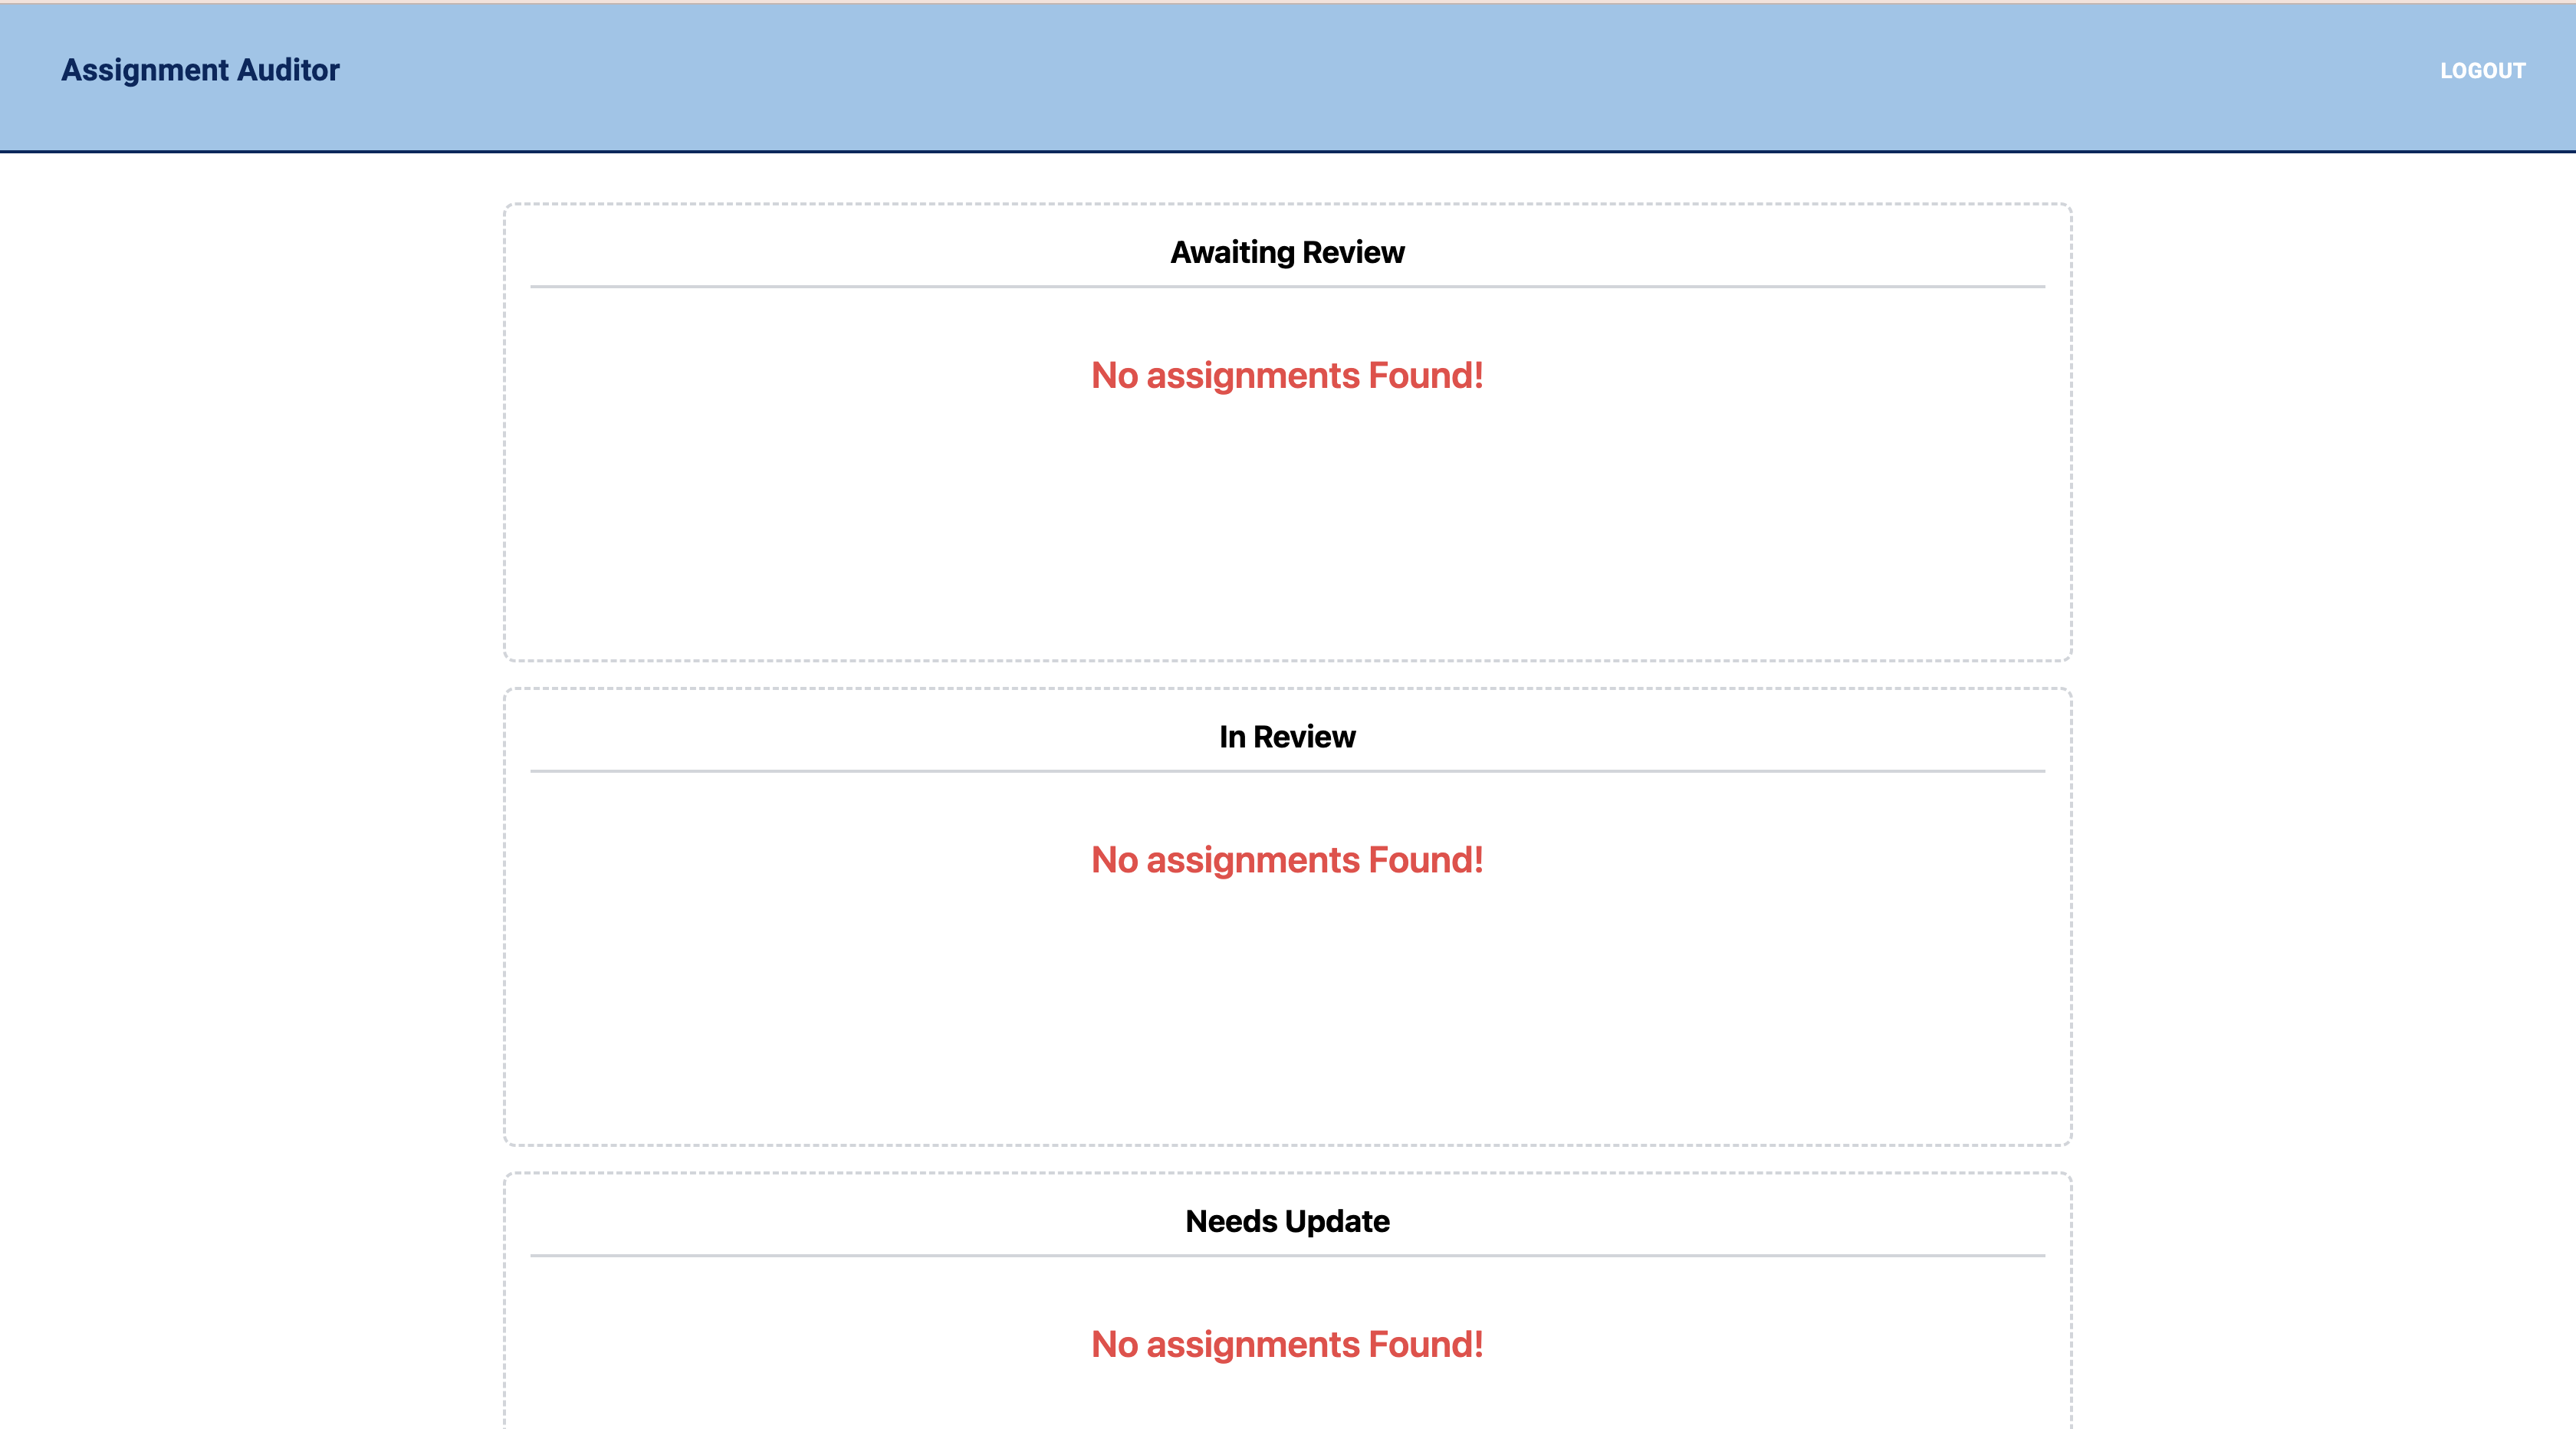 Assignment Auditor
LOGOUT
Awaiting Review
No assignments Found!
In Review
No assignments Found!
Needs Update
No assignments Found!